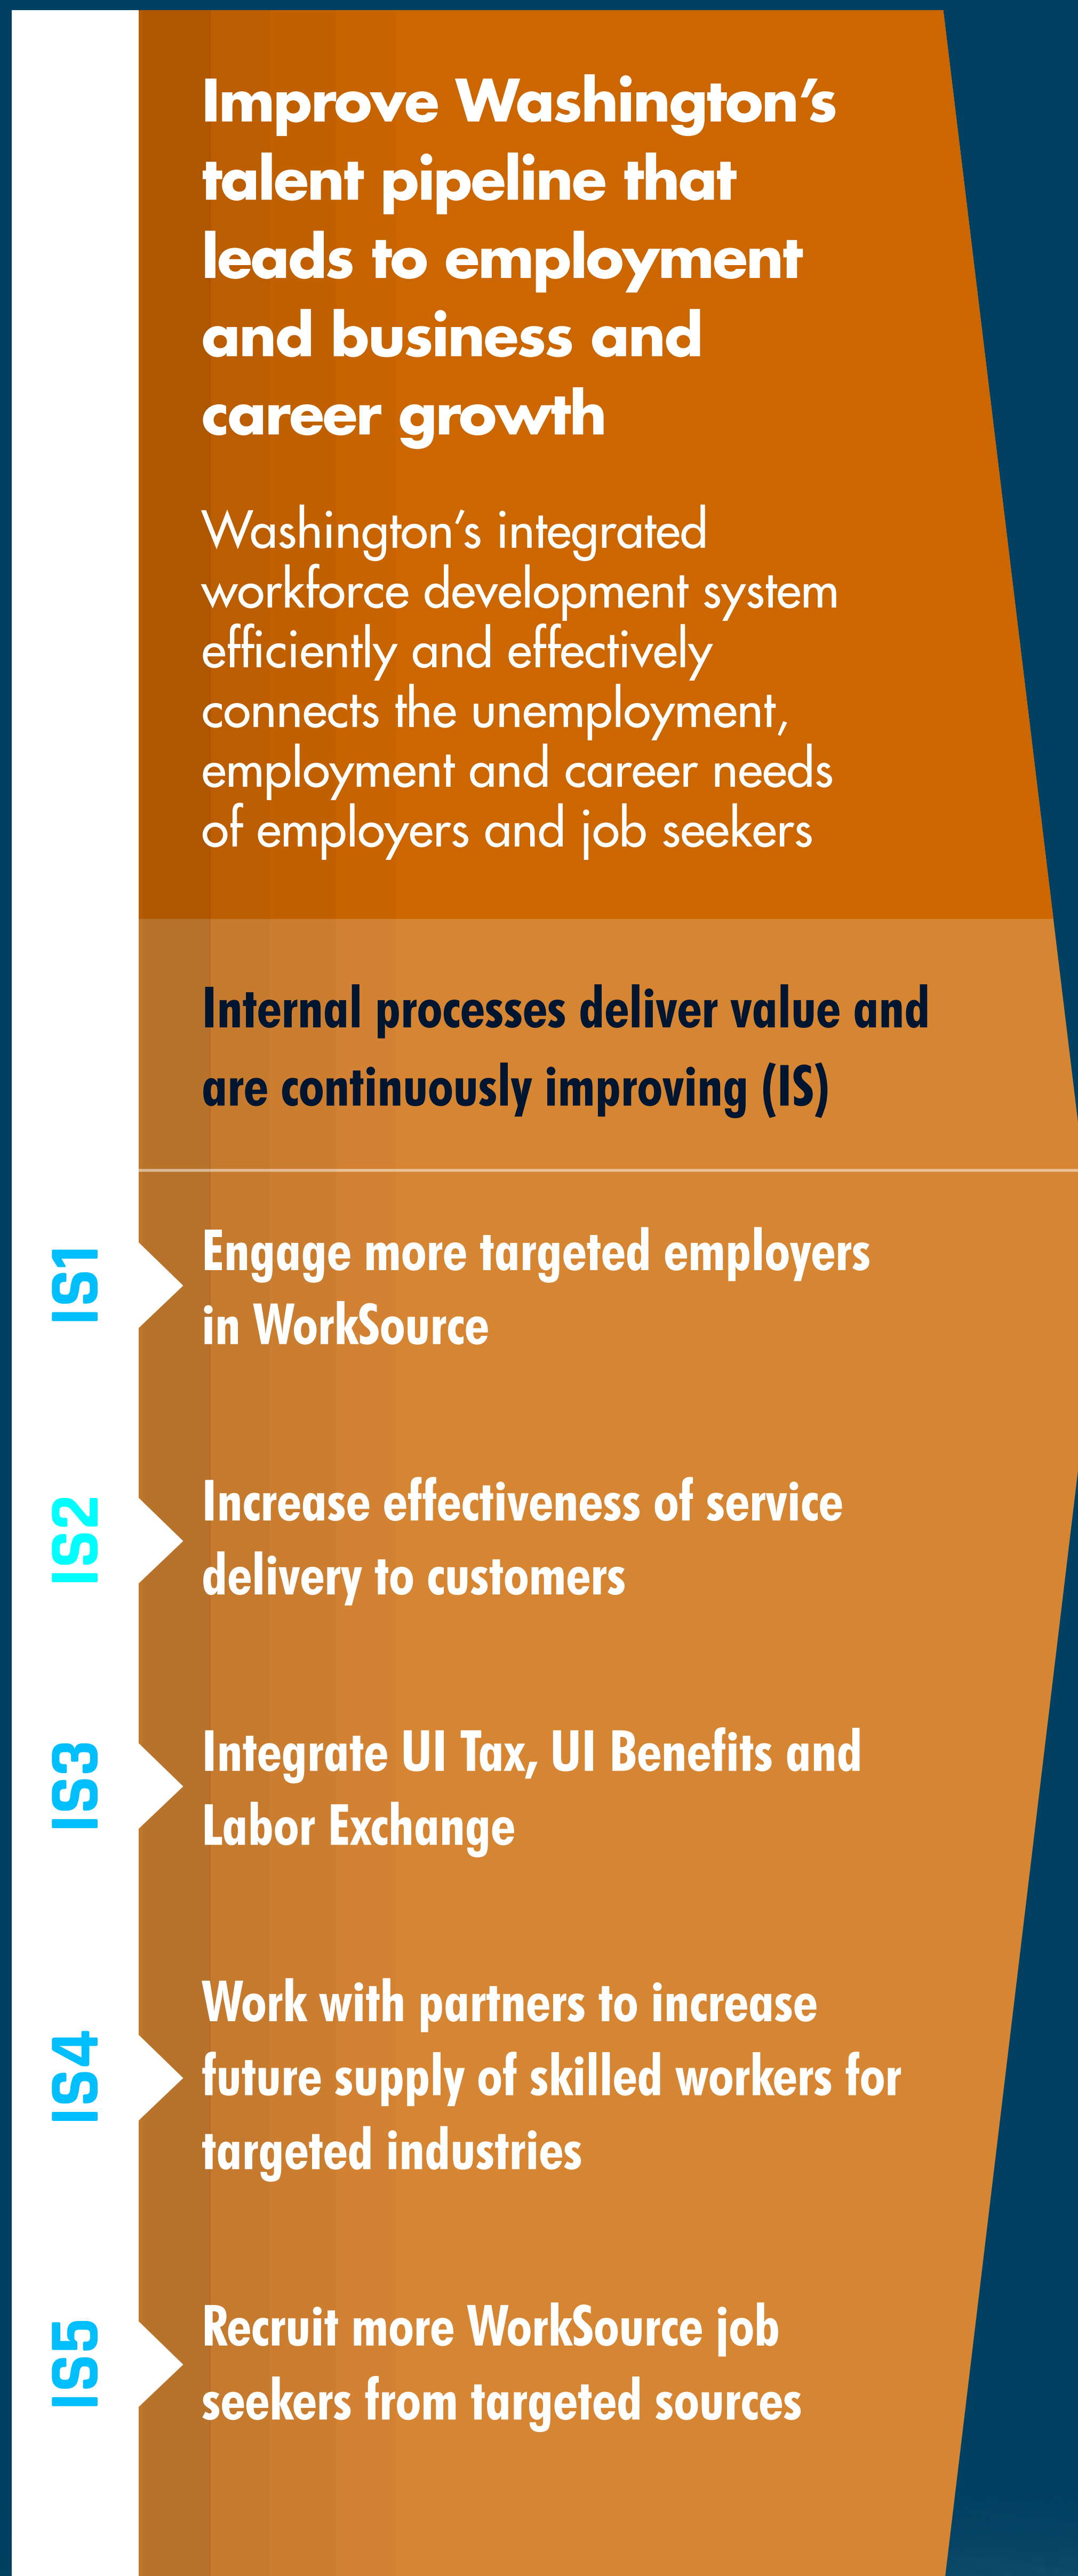 Improve Washington’s
talent pipeline that
leads to employment
and business and
career growth
Washington’s integrated
workforce development system
efficiently and effectively
connects the unemployment,
employment and career needs
of employers and job seekers
Internal processes deliver value and
are continuously improving (IS)
IS1
Engage more targeted employers
in WorkSource
IS2
Increase effectiveness of service
delivery to customers
IS3
Integrate UI Tax, UI Benefits and
Labor Exchange
IS4
Work with partners to increase
future supply of skilled workers for
targeted industries
IS5
Recruit more WorkSource job
seekers from targeted sources